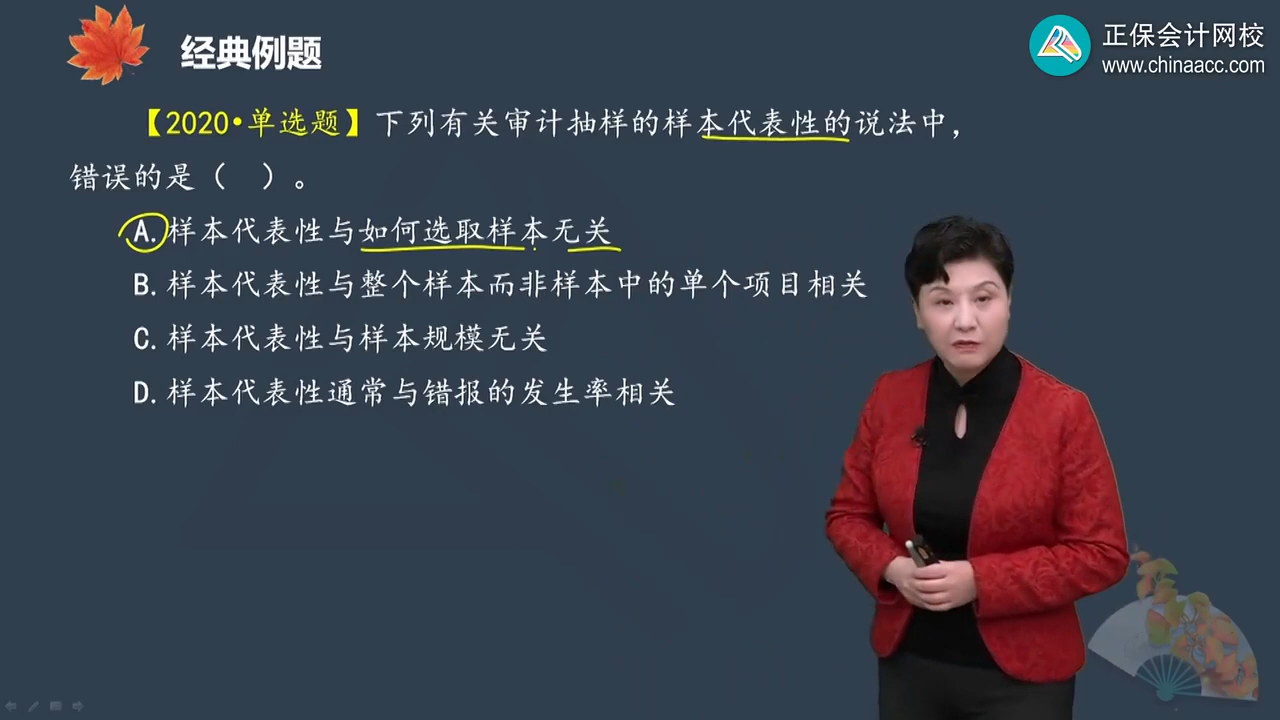 经典例题
正保会计网校
www.chinaacc.com
【2020•单选题】下列有关审计抽样的样本代表性的说法中，
错误的是（ ）。
A.样本代表性与如何选取样本无关
B.样本代表性与整个样本而非样本中的单个项目相关
C.样本代表性与样本规模无关
D.样本代表性通常与错报的发生率相关